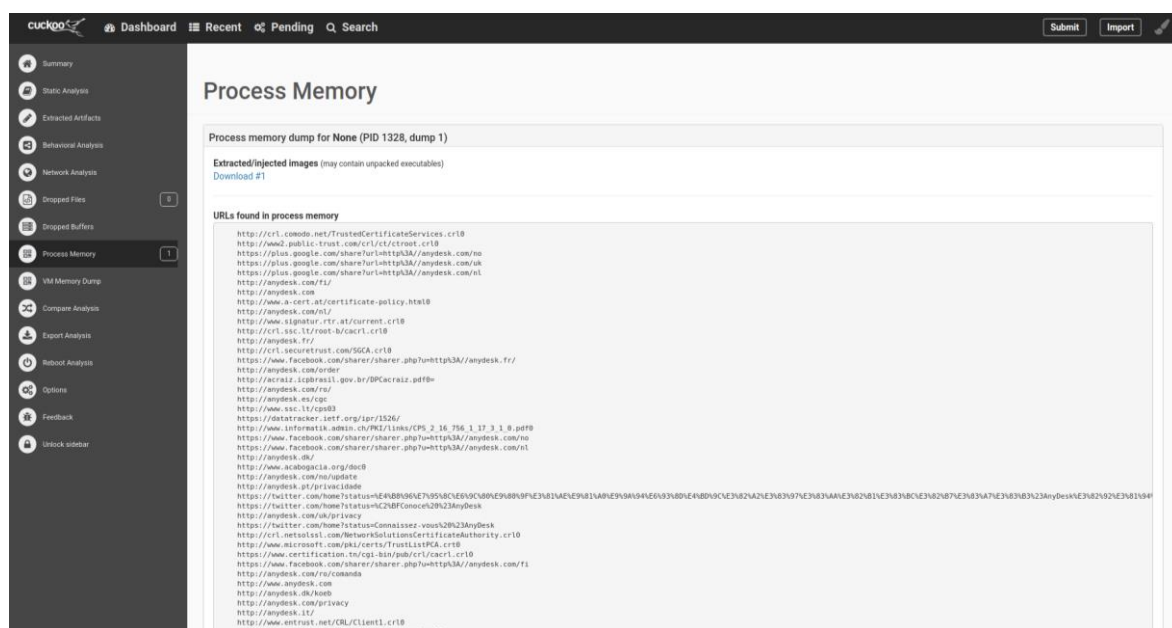 cuckoo Dashboard Recent Pending Search Submit Import
Summary
Static Analysis
Extracted Artifacts
Behavioral Analysis
Network Analysis
Dropped Files 0
Dropped Buffers
Process Memory 1
VM Memory Dump
Compare Analysis
Export Analysis
Reboot Analysis
Options
Feedback
Unlock sidebar
Process Memory
Process memory dump for None (PID 1328, dump 1)
Extracted/injected images (may contain unpacked executables)
Download #1
URLs found in process memory
http://crl.comodo.net/TrustedCertificateServices.crl0
http://www2.public-trust.com/crl/ct/ctroot.crl0
https://plus.google.com/share?url=http%3A//anydesk.com/no
https://plus.google.com/share?url=http%3A//anydesk.com/uk
https://plus.google.com/share?url=http%3A//anydesk.com/nl
http://anydesk.com/fi/
http://anydesk.com
http://www.a-cert.at/certificate-policy.html0
http://anydesk.com/nl/
http://www.signatur.rtr.at/current.crl0
http://crl.ssc.lt/root-b/cacrl.crl0
http://anydesk.fr/
http://crl.securetrust.com/SGCA.crl0
https://www.facebook.com/sharer/sharer.php?u=http%3A//anydesk.fr/
http://anydesk.com/order
http://acraiz.icpbrasil.gov.br/DPCacraiz.pdf0=
http://anydesk.com/ro/
http://anydesk.es/cgc
http://www.ssc.lt/cps03
https://datatracker.ietf.org/ipr/1526/
http://www.informatik.admin.ch/PKI/links/CPS_2_16_756_1_17_3_1_0.pdf0
https://www.facebook.com/sharer/sharer.php?u=http%3A//anydesk.com/no
https://www.facebook.com/sharer/sharer.php?u=http%3A//anydesk.com/nl
http://anydesk.dk/
http://www.acabogacia.org/doc0
http://anydesk.com/no/update
http://anydesk.pt/privacidade
https://twitter.com/home?status=%C2%BFConoce%20%23AnyDesk
http://anydesk.com/uk/privacy
https://twitter.com/home?status=Connaissez-vous%20%23AnyDesk
http://crl.netsolssl.com/NetworkSolutionsCertificateAuthority.crl0
http://www.microsoft.com/pki/certs/TrustListPCA.crt0
https://www.certification.tn/cgi-bin/pub/crl/cacrl.crl0
https://www.facebook.com/sharer/sharer.php?u=http%3A//anydesk.com/fi
http://anydesk.com/ro/comanda
http://www.anydesk.com
http://anydesk.dk/koeb
http://anydesk.com/privacy
http://anydesk.it/
http://www.entrust.net/CRL/Client1.crl0